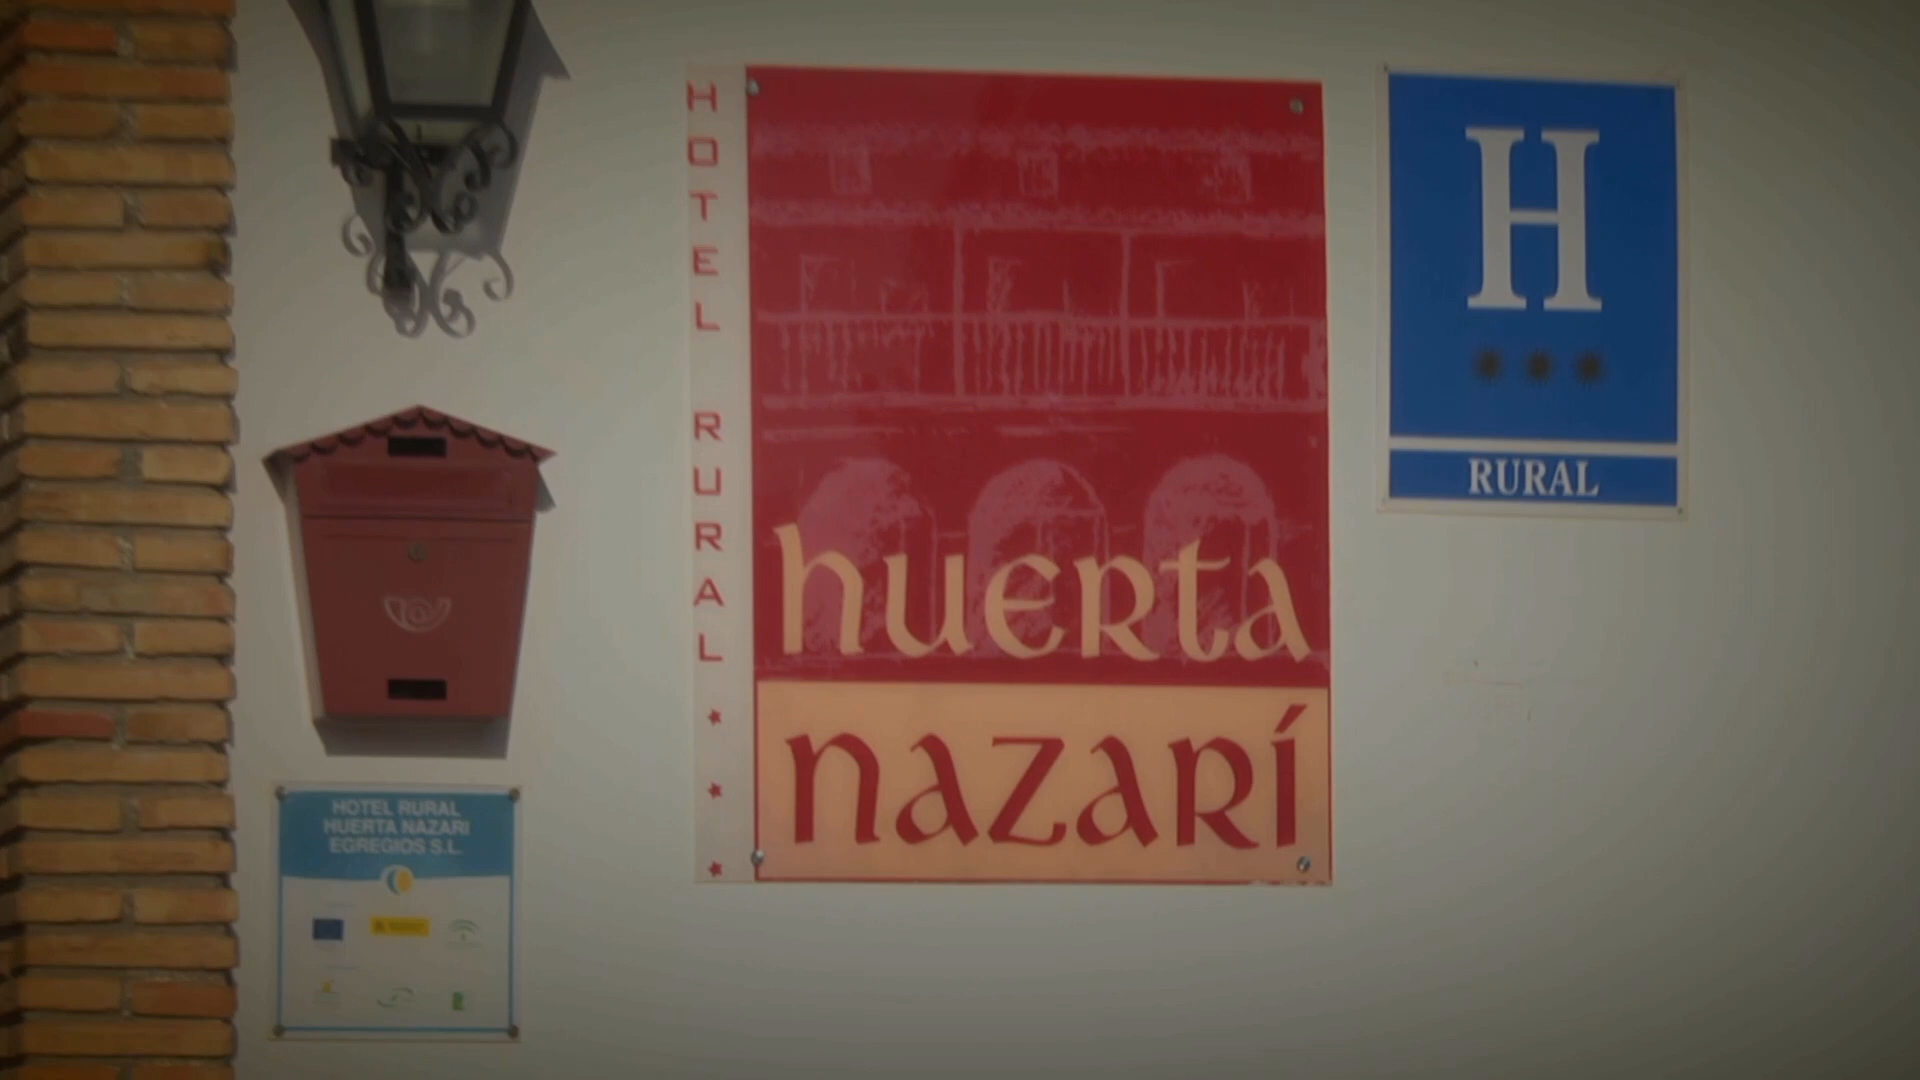 HOTEL RURAL
huerta
nazarí
H
RURAL
HOTEL RURAL
HUERTA NAZARI
EGREGIOS S.L.